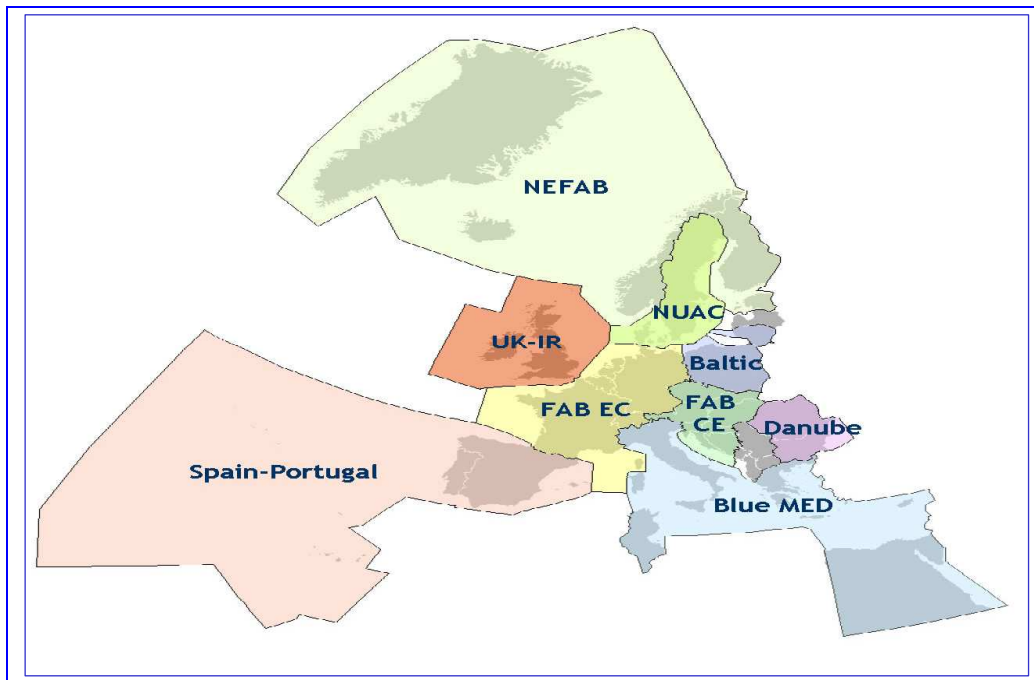 NEFAB
NUAC
UK-IR
Baltic
FAB EC
FAB
CE
Danube
Spain-Portugal
Blue MED